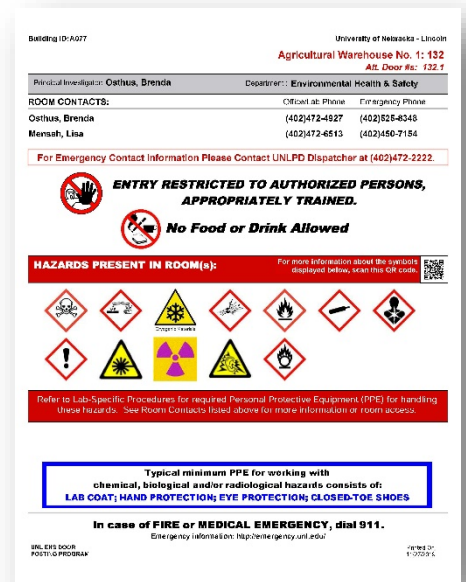 Building ID: A077
University of Nebraska - Lincoln
Agricultural Warehouse No. 1: 132
Alt. Door #s: 132.1
Principal Investigator: Osthus, Brenda
Department: Environmental Health & Safety
ROOM CONTACTS:
Office/Lab Phone
Emergency Phone
Osthus, Brenda
(402)472-4927
Mensah, Lisa
(402)472-6513
(402)450-7154
For Emergency Contact Information Please Contact UNLPD Dispatcher at (402)472-2222.
ENTRY RESTRICTED TO AUTHORIZED PERSONS,
APPROPRIATELY TRAINED.
No Food or Drink Allowed
HAZARDS PRESENT IN ROOM(s):
For more information about the symbols
displayed below, scan this QR code.
Cryogenic Materials
Refer to Lab-Specific Procedures for required Personal Protective Equipment (PPE) for handling
these hazards. See Room Contacts listed above for more information or room access.
Typical minimum PPE for working with
chemical, biological and/or radiological hazards consists of:
LAB COAT; HAND PROTECTION; EYE PROTECTION; CLOSED-TOE SHOES
In case of FIRE or MEDICAL EMERGENCY, dial 911.
Emergency information: http://emergency.unl.edu/
UNL EHS DOOR
POSTING PROGRAM
Printed On